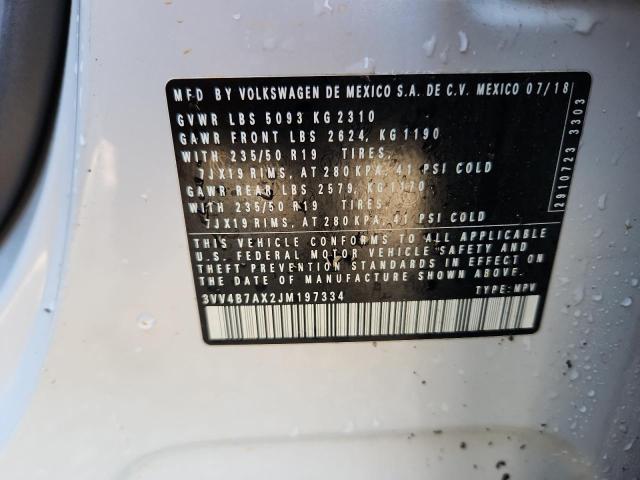 MFD BY VOLKSWAGEN DE MEXICO S.A. DE C.V. MEXICO 07/18
GVWR LBS 5093 KG 2310
GAWR FRONT LBS 2624, KG 1190
WITH 235/50 R19 TIRES,
7JX19 RIMS, AT 280 KPA, 41 PSI COLD
GAWR REAR LBS 2579, KG 1170
WITH 235/50 R19 TIRES,
7JX19 RIMS, AT 280 KPA, 41 PSI COLD
THIS VEHICLE CONFORMS TO ALL APPLICABLE
U.S. FEDERAL MOTOR VEHICLE SAFETY AND
THEFT PREVENTION STANDARDS IN EFFECT ON
THE DATE OF MANUFACTURE SHOWN ABOVE.
3VV4B7AX2JM197334 TYPE: MPV
2910723 3303